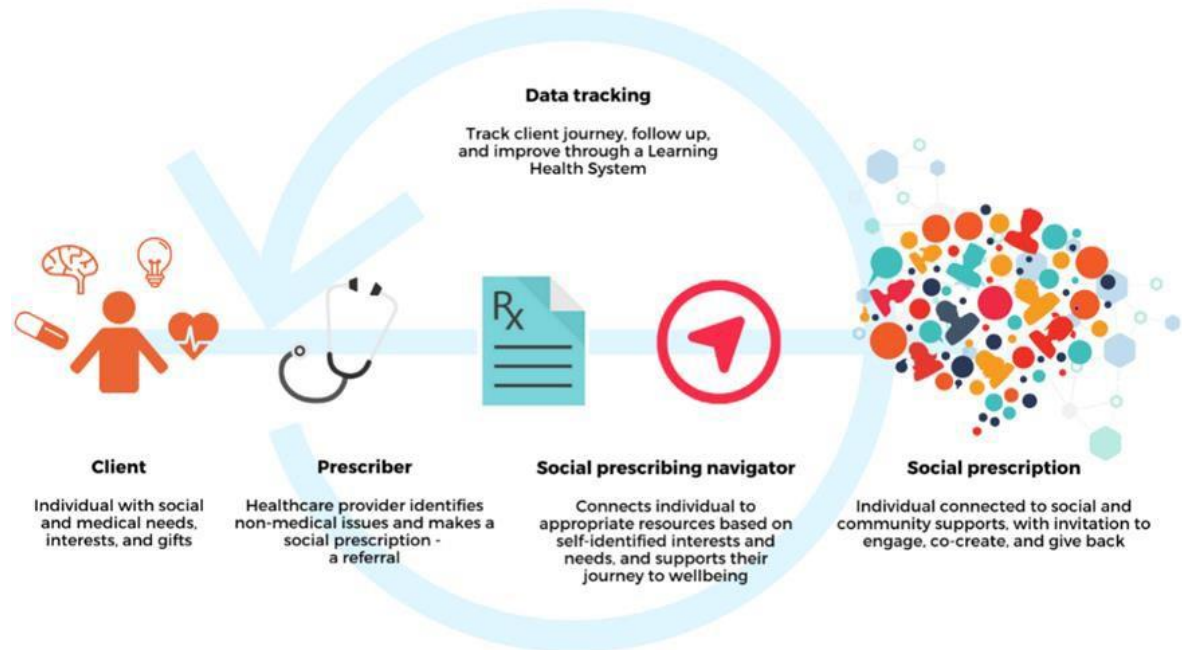 Data tracking
Track client journey, follow up,
and improve through a Learning
Health System
Rx
Client
Individual with social
and medical needs,
interests, and gifts
Prescriber
Healthcare provider identifies
non-medical issues and makes a
social prescription -
a referral
Social prescribing navigator
Connects individual to
appropriate resources based on
self-identified interests and
needs, and supports their
journey to wellbeing
Social prescription
Individual connected to social and
community supports, with invitation to
engage, co-create, and give back